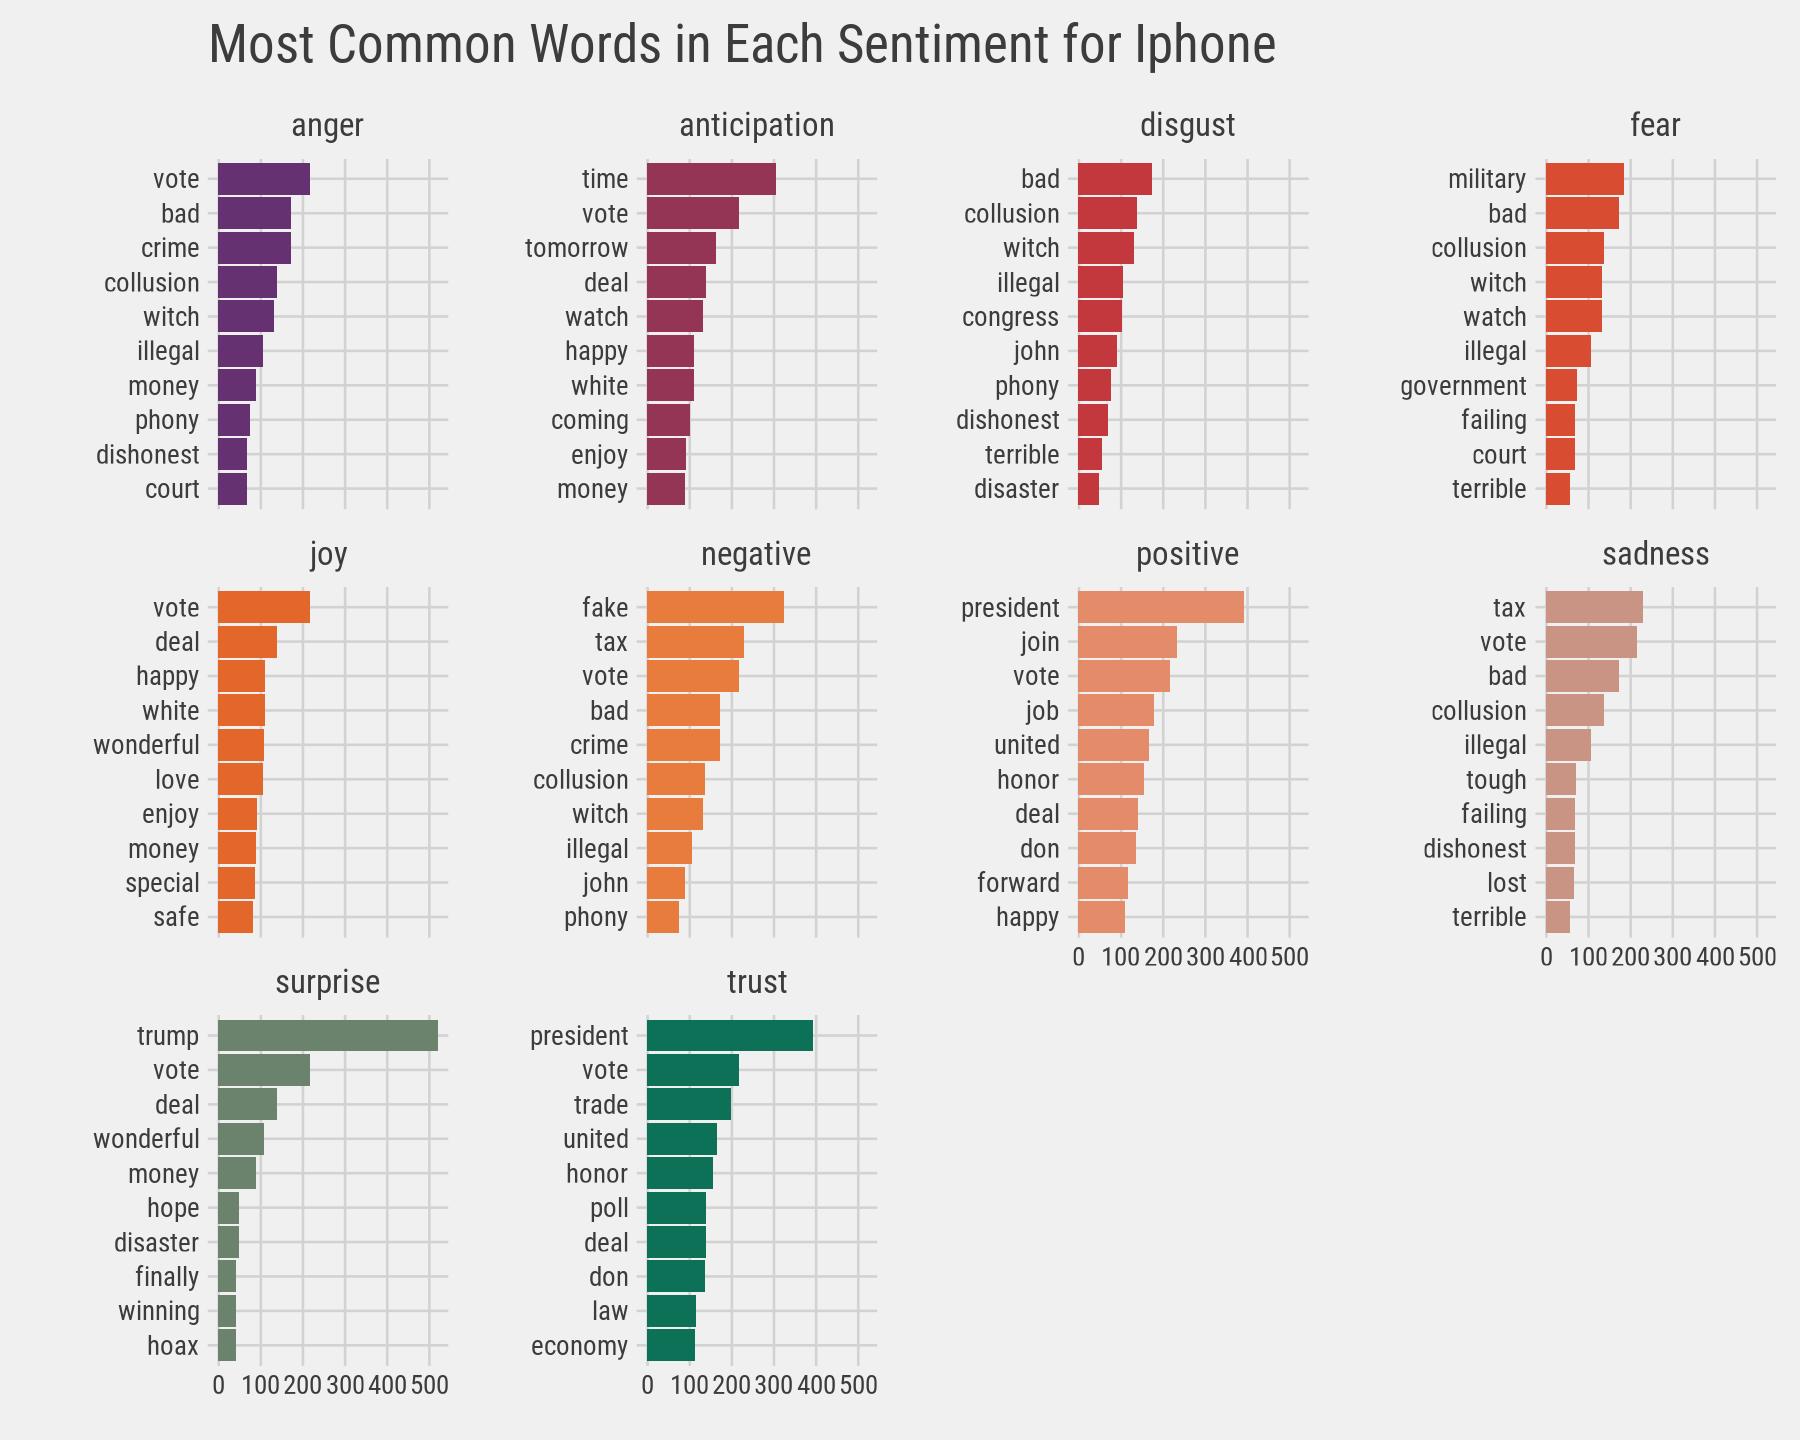 Most Common Words in Each Sentiment for Iphone
anger
vote
bad
crime
collusion
witch
illegal
money
phony
dishonest
court
anticipation
time
vote
tomorrow
deal
watch
happy
white
coming
enjoy
money
disgust
bad
collusion
witch
illegal
congress
john
phony
dishonest
terrible
disaster
fear
military
bad
collusion
witch
watch
illegal
government
failing
court
terrible
joy
vote
deal
happy
white
wonderful
love
enjoy
money
special
safe
negative
fake
tax
vote
bad
crime
collusion
witch
illegal
john
phony
positive
president
join
vote
job
united
honor
deal
don
forward
happy
0 100 200 300 400 500
sadness
tax
vote
bad
collusion
illegal
tough
failing
dishonest
lost
terrible
0 100 200 300 400 500
surprise
trump
vote
deal
wonderful
money
hope
disaster
finally
winning
hoax
0 100 200 300 400 500
trust
president
vote
trade
united
honor
poll
deal
don
law
economy
0 100 200 300 400 500